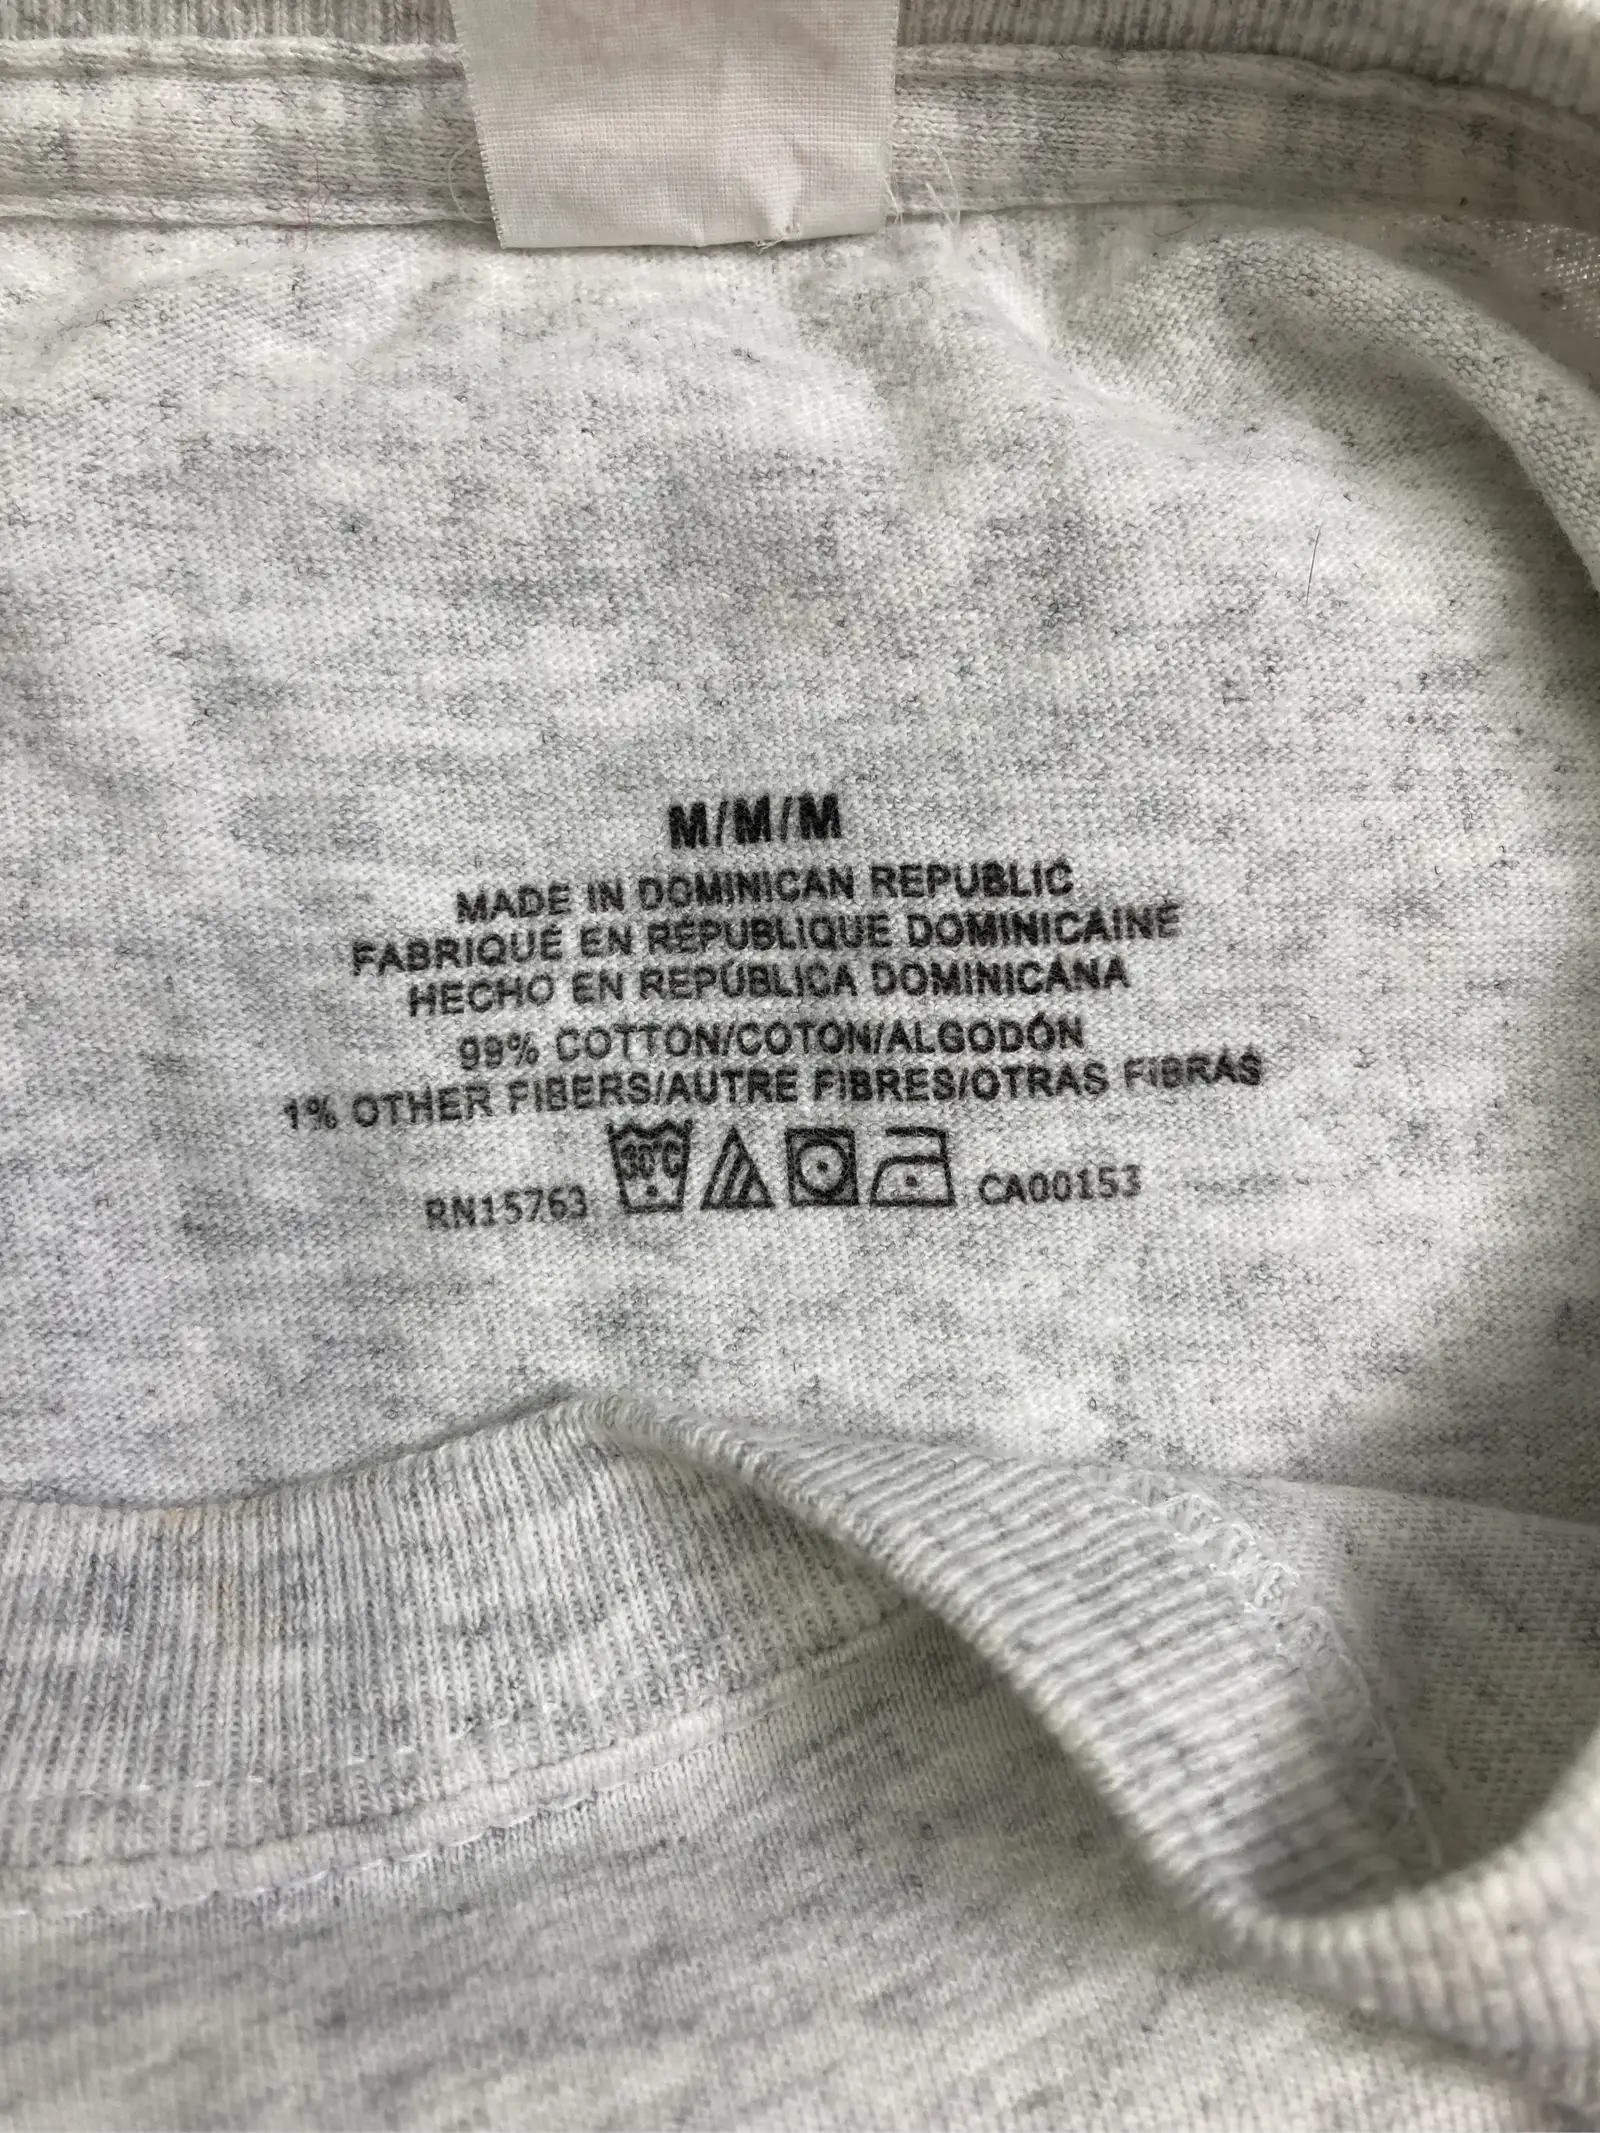 M/M/M
MADE IN DOMINICAN REPUBLIC
FABRIQUÉ EN RÉPUBLIQUE DOMINICAINE
HECHO EN REPÚBLICA DOMINICANA
99% COTTON/COTON/ALGODÓN
1% OTHER FIBERS/AUTRE FIBRES/OTRAS FIBRAS
RN15763 30°C CA00153